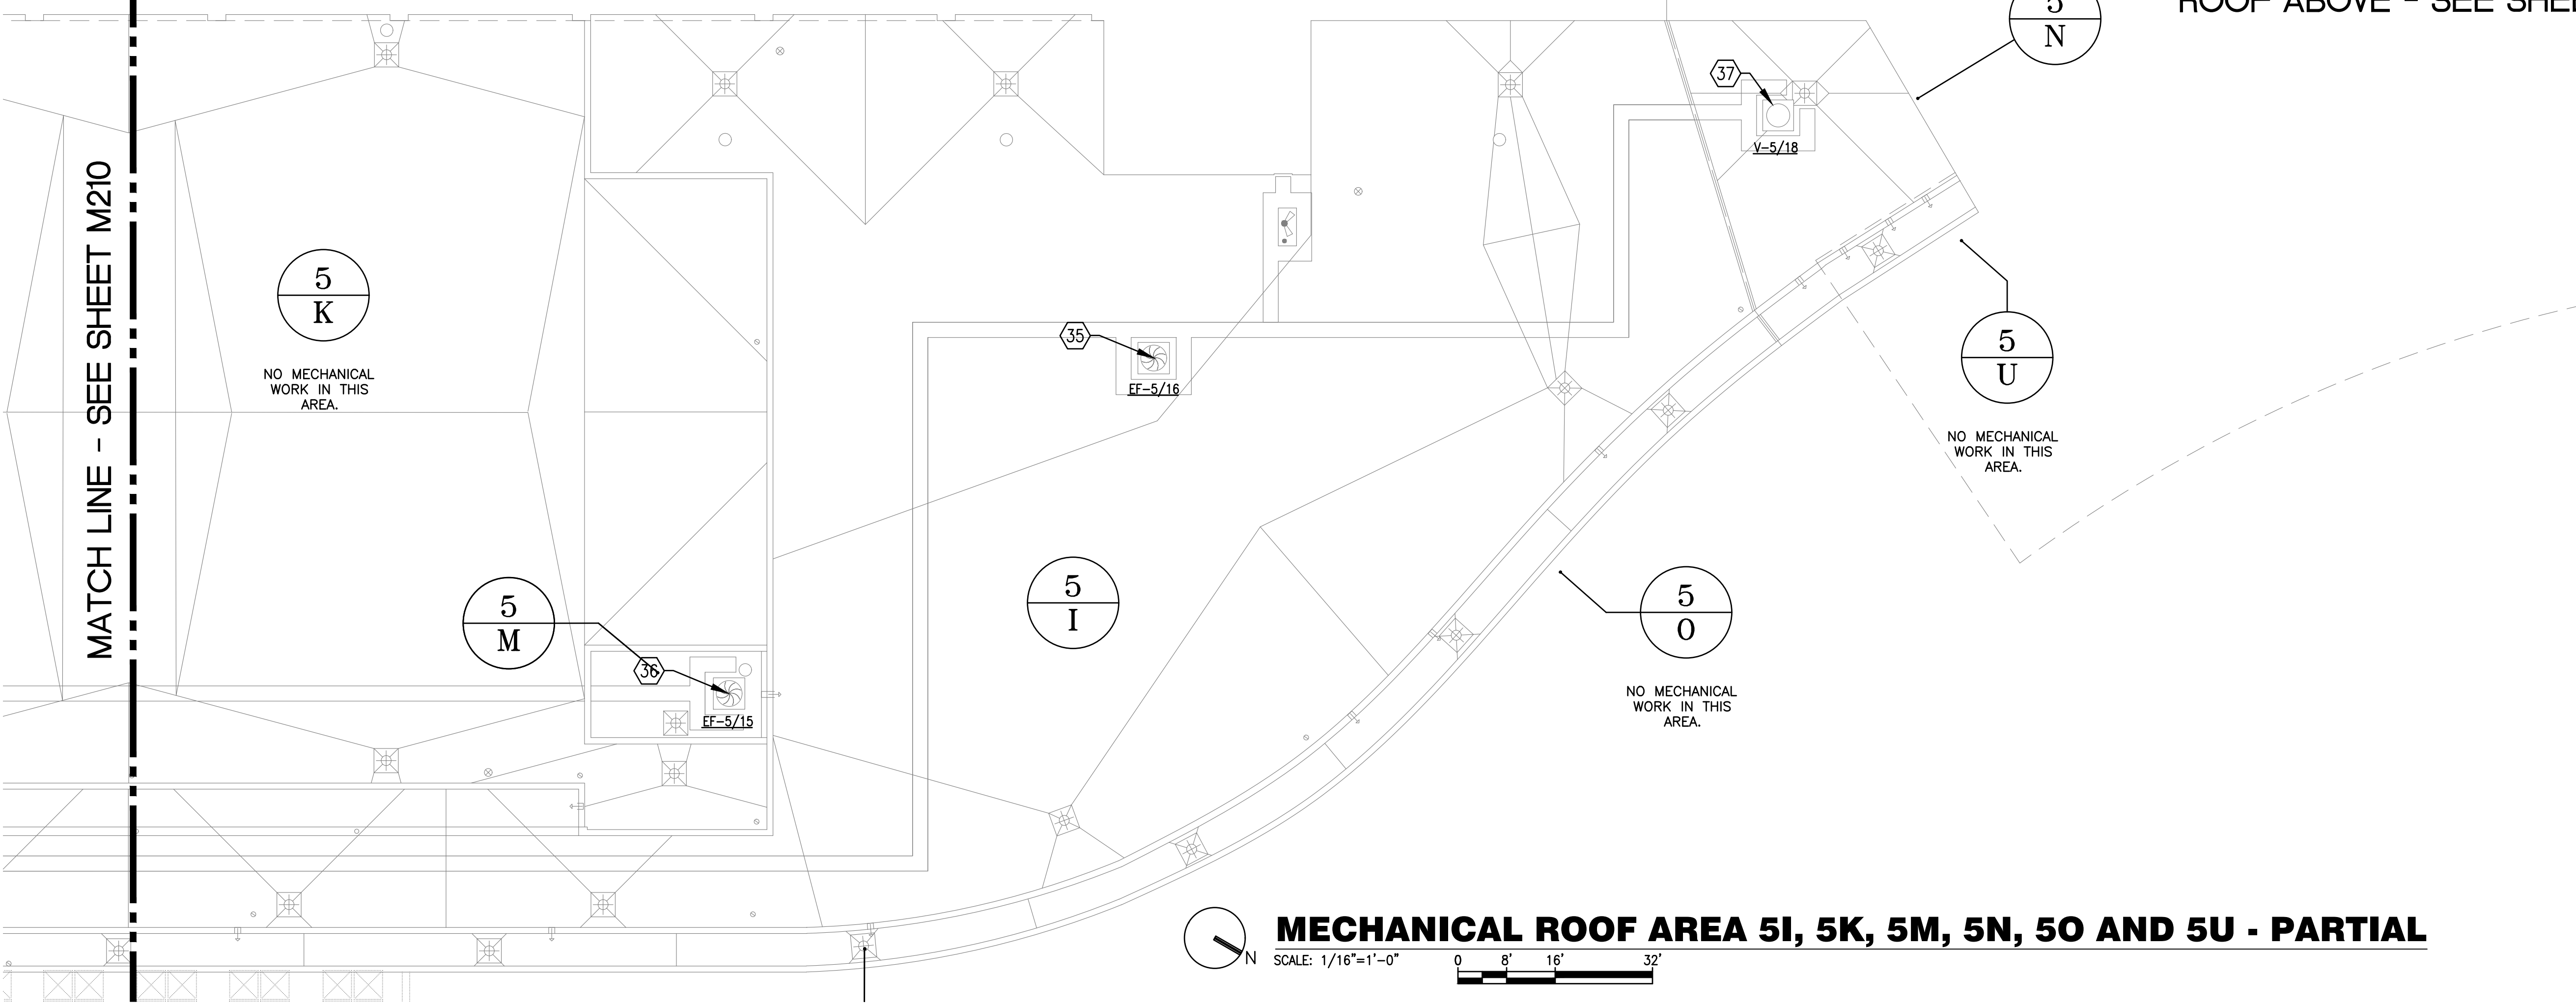 5
N
ROOF ABOVE - SEE
37
V-5/18
MATCH LINE - SEE SHEET M210
5
K
NO MECHANICAL
WORK IN THIS
AREA.
35
EF-5/16
5
U
NO MECHANICAL
WORK IN THIS
AREA.
5
M
36
EF-5/15
5
I
5
O
NO MECHANICAL
WORK IN THIS
AREA.
N
MECHANICAL ROOF AREA 5I, 5K, 5M, 5N, 5O AND 5U - PARTIAL
SCALE: 1/16"=1'-0"
0 8' 16' 32'